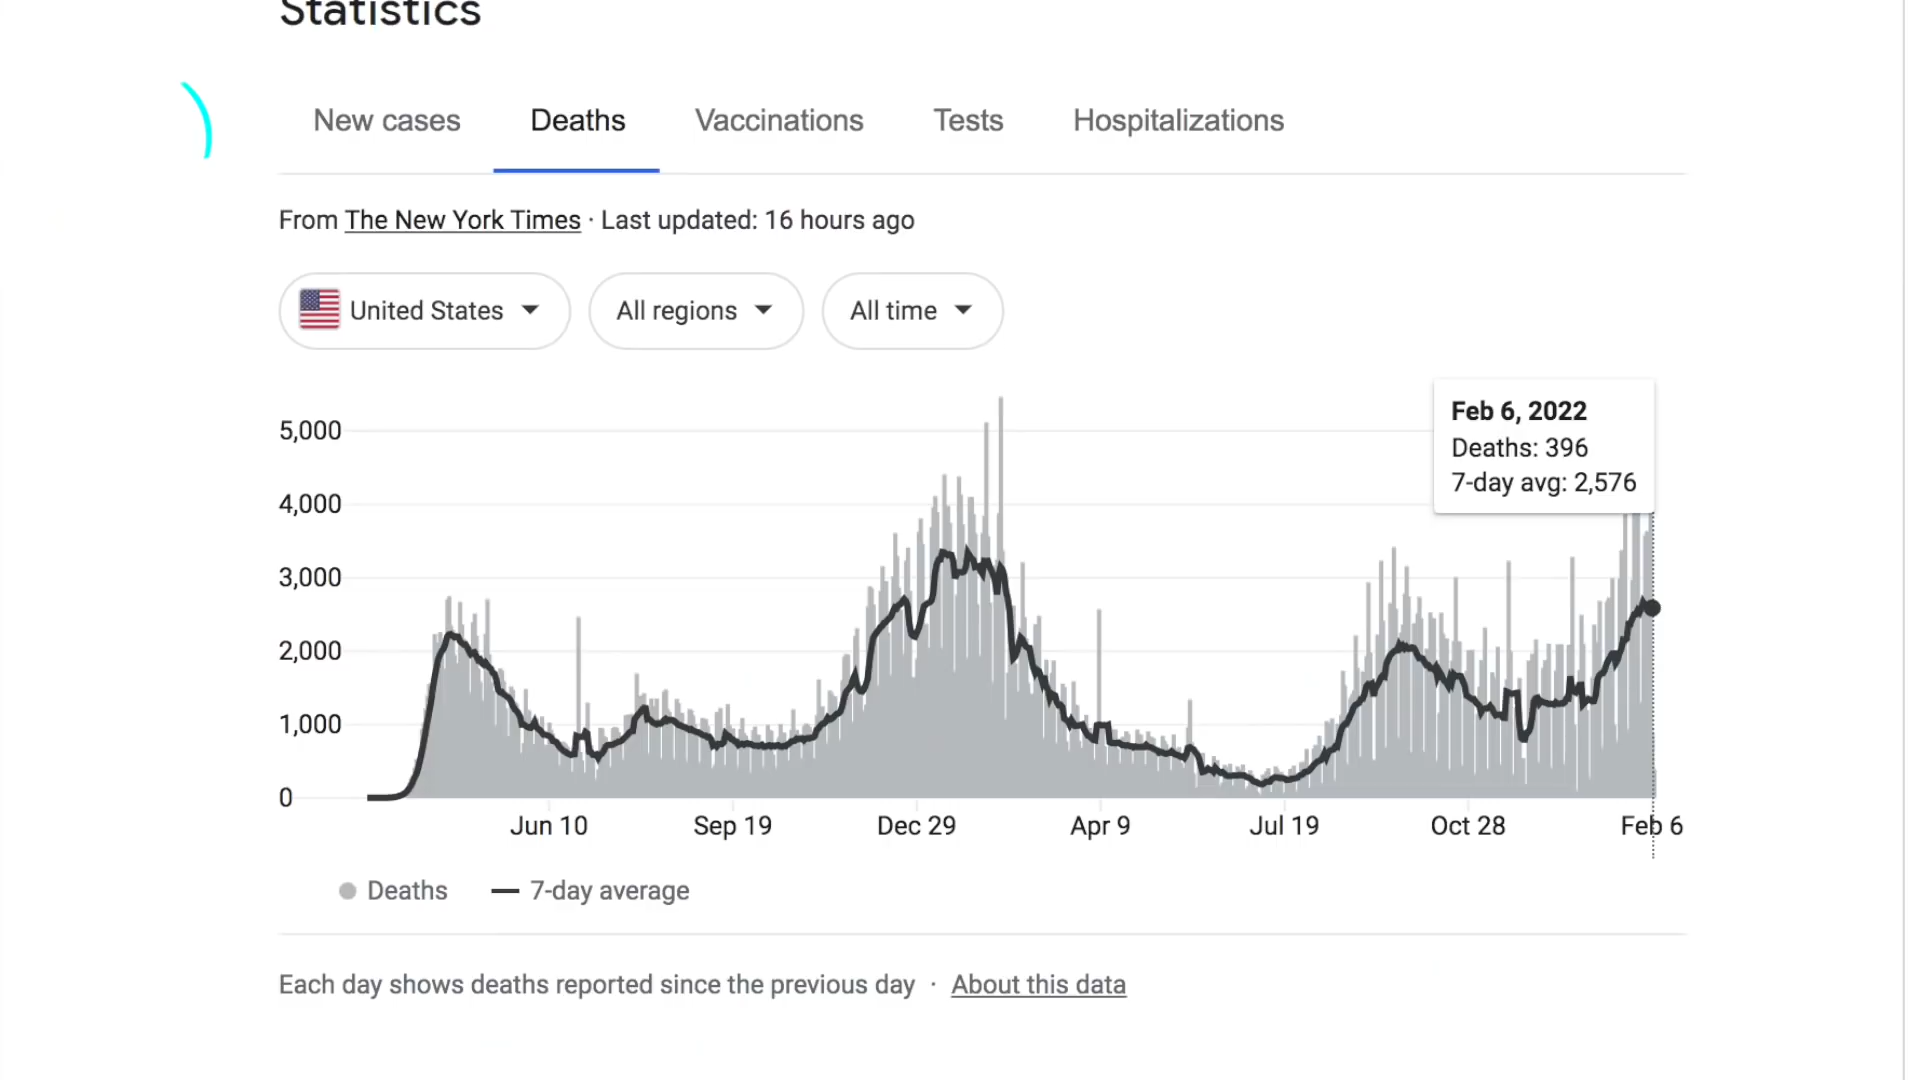 Statistics
New cases Deaths Vaccinations Tests Hospitalizations
From The New York Times · Last updated: 16 hours ago
United States All regions All time
Feb 6, 2022
Deaths: 396
7-day avg: 2,576
5,000
4,000
3,000
2,000
1,000
0
Jun 10 Sep 19 Dec 29 Apr 9 Jul 19 Oct 28 Feb 6
Deaths 7-day average
Each day shows deaths reported since the previous day · About this data